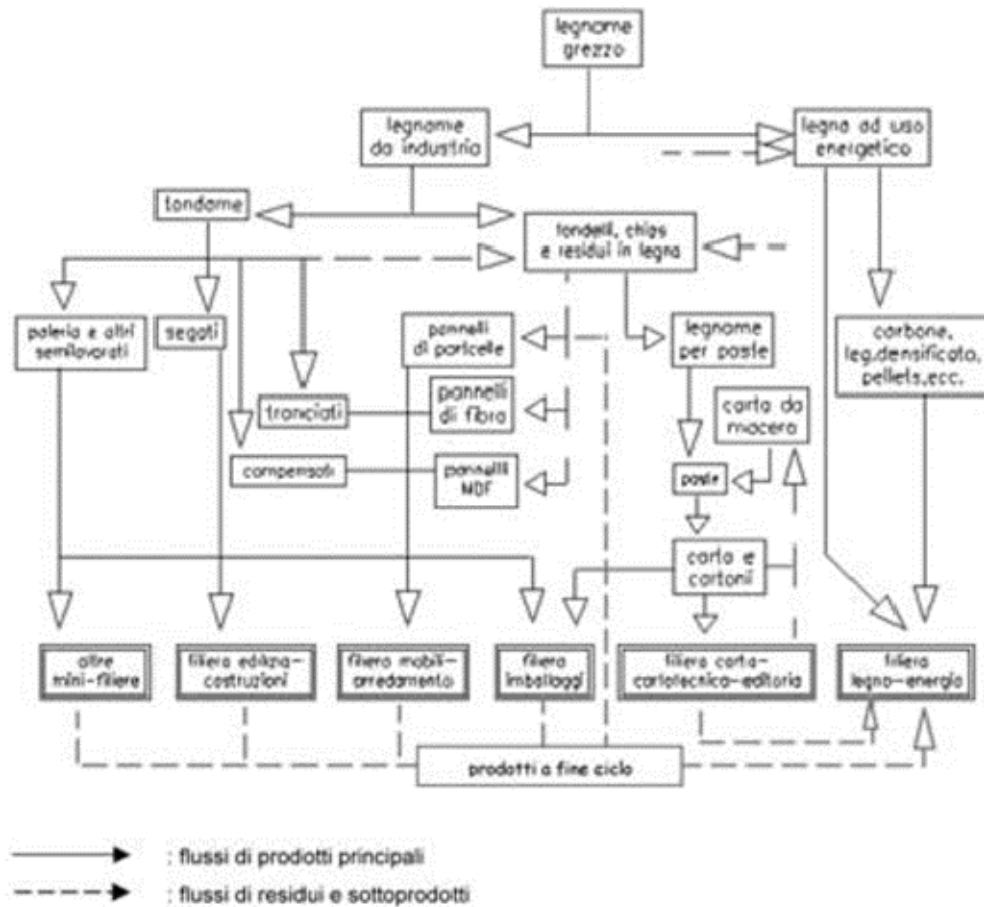 legname
grezzo
legname
da industria
legna ad uso
energetico
tondame
tondelli, chips
e residui in legna
paleria e altri
semilavorati
segati
pannelli
di particelle
legname
per paste
carbone,
leg.densificato,
pellets,ecc.
tranciati
pannelli
di fibra
carta da
macero
compensati
pannelli
MDF
paste
carta e
cartoni
altre
mini-filiere
filiera edilizia-
costruzioni
filiera mobili-
arredamento
filiera
imballaggi
filiera carta-
cartotecnica-editoria
filiera
legno-energia
prodotti a fine ciclo
: flussi di prodotti principali
: flussi di residui e sottoprodotti